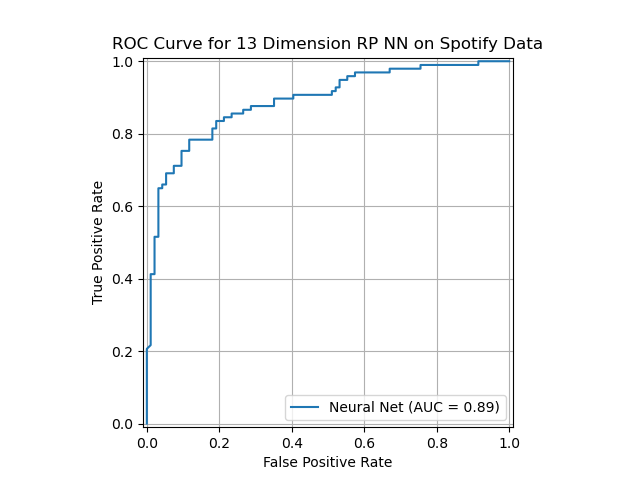 ROC Curve for 13 Dimension RP NN on Spotify Data
1.0
0.8
0.6
0.4
0.2
0.0
True Positive Rate
Neural Net (AUC = 0.89)
0.0 0.2 0.4 0.6 0.8 1.0
False Positive Rate